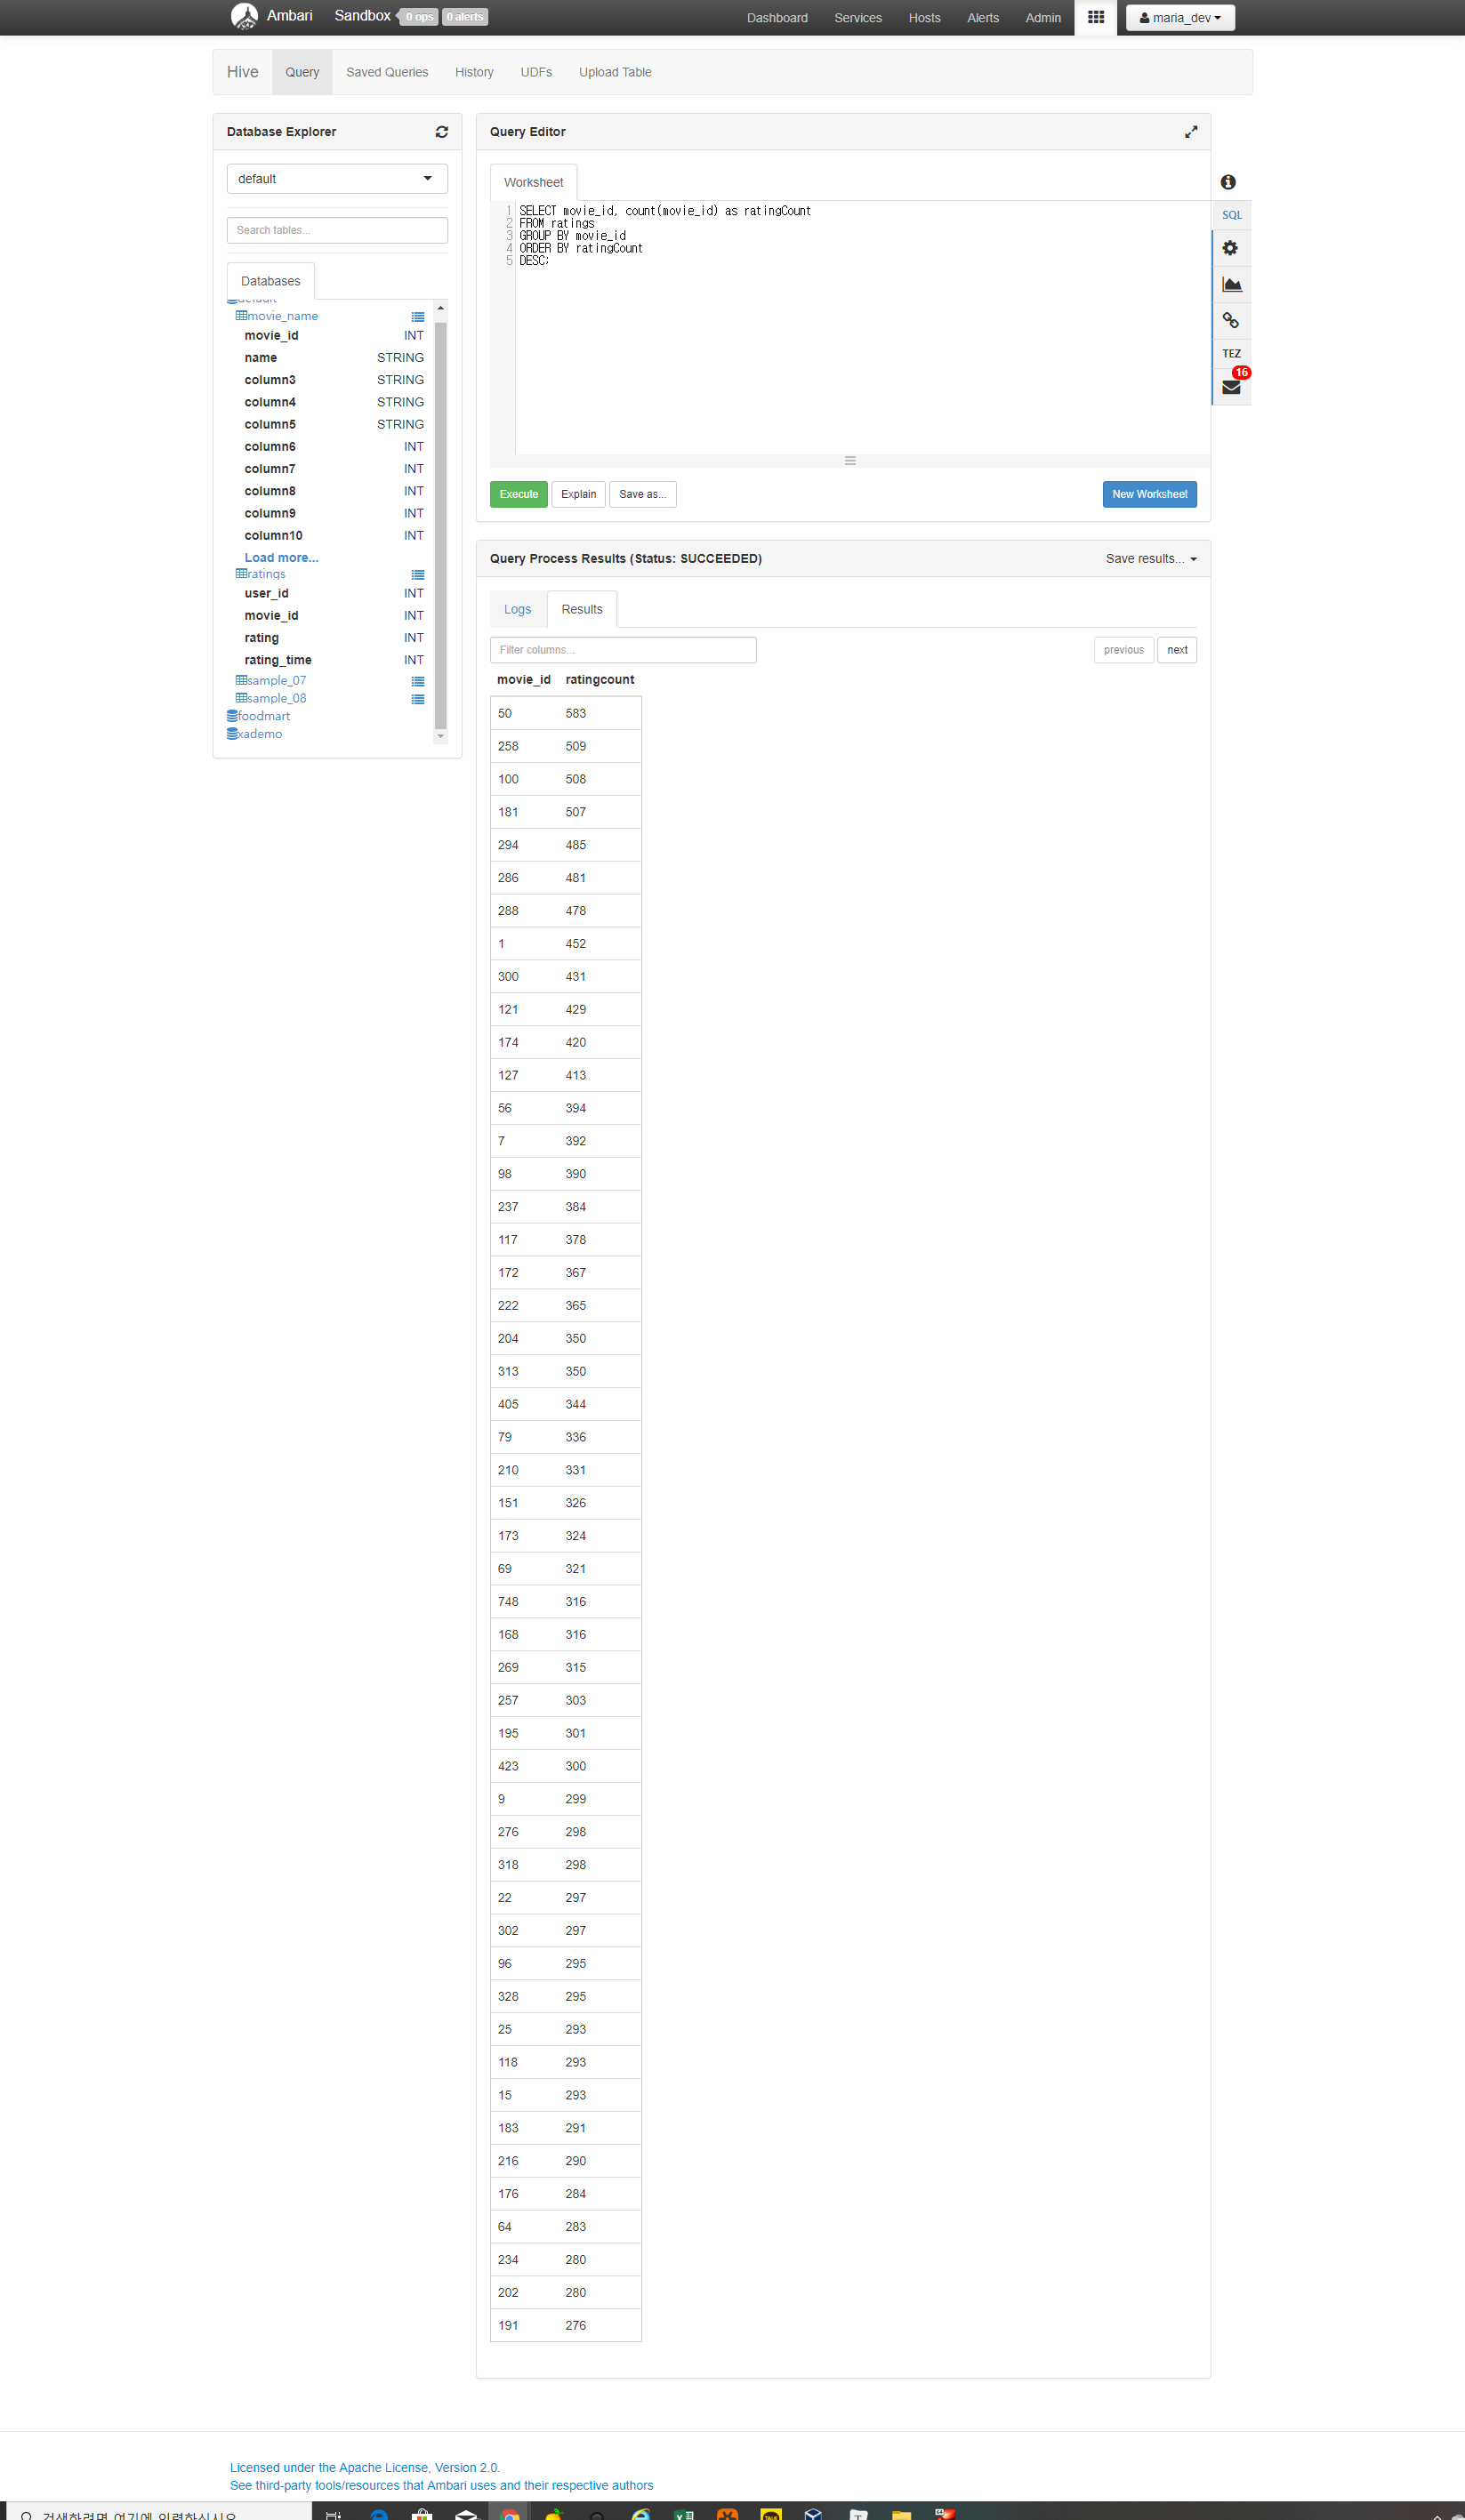 Ambari Sandbox 0 ops 0 alerts Dashboard Services Hosts Alerts Admin maria_dev
Hive Query Saved Queries History UDFs Upload Table
Database Explorer
default
Search tables...
Databases
default
movie_name
movie_id INT
name STRING
column3 STRING
column4 STRING
column5 STRING
column6 INT
column7 INT
column8 INT
column9 INT
column10 INT
Load more...
ratings
user_id INT
movie_id INT
rating INT
rating_time INT
sample_07
sample_08
foodmart
xademo
Query Editor
Worksheet
1 SELECT movie_id, count(movie_id) as ratingCount
2 FROM ratings
3 GROUP BY movie_id
4 ORDER BY ratingCount
5 DESC;
SQL
TEZ
16
Execute Explain Save as... New Worksheet
Query Process Results (Status: SUCCEEDED) Save results...
Logs Results
Filter columns... previous next
movie_id ratingcount
50 583
258 509
100 508
181 507
294 485
286 481
288 478
1 452
300 431
121 429
174 420
127 413
56 394
7 392
98 390
237 384
117 378
172 367
222 365
204 350
313 350
405 344
79 336
210 331
151 326
173 324
69 321
748 316
168 316
269 315
257 303
195 301
423 300
9 299
276 298
318 298
22 297
302 297
96 295
328 295
25 293
118 293
15 293
183 291
216 290
176 284
64 283
234 280
202 280
191 276
Licensed under the Apache License, Version 2.0.
See third-party tools/resources that Ambari uses and their respective authors
검색하려면 여기에 입력하십시오.